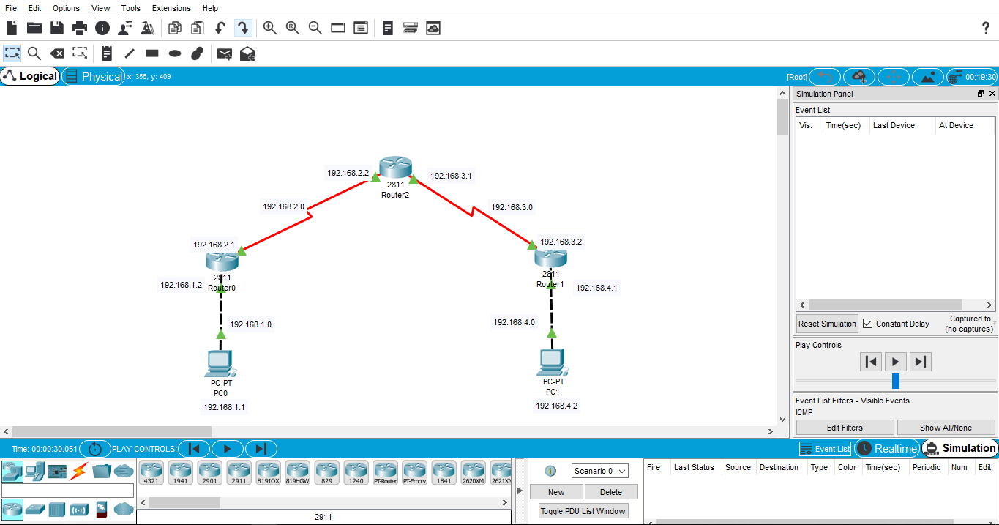 File Edit Options View Tools Extensions Help
?
Logical Physical x: 356, y: 409 [Root] 00:19:30
Simulation Panel
Event List
Vis. Time(sec) Last Device At Device
192.168.2.2
192.168.3.1
2811
Router2
192.168.2.0
192.168.3.0
192.168.2.1
192.168.3.2
2811
Router0
2811
Router1
192.168.1.2
192.168.4.1
192.168.1.0
192.168.4.0
Reset Simulation Constant Delay Captured to:
(no captures)
Play Controls
PC-PT
PC0
PC-PT
PC1
192.168.1.1
192.168.4.2
Event List Filters - Visible Events
ICMP
Edit Filters Show All/None
Time: 00:00:30.051 PLAY CONTROLS: Event List Realtime Simulation
4321 1941 2901 2911 819IOX 819HGW 829 1240 PT-Router PT-Empty 1841 2620XM 2621XM
2911
Scenario 0
New Delete
Toggle PDU List Window
Fire Last Status Source Destination Type Color Time(sec) Periodic Num Edit